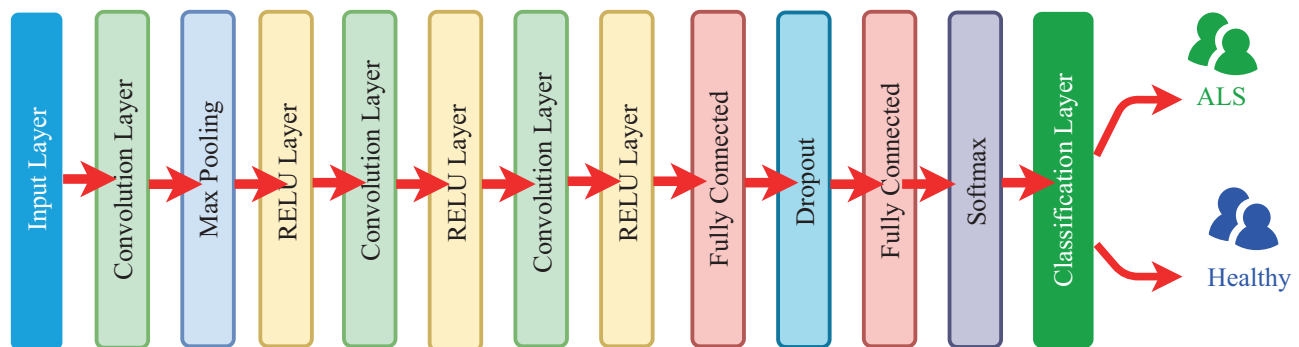 Input Layer
Convolution Layer
Max Pooling
RELU Layer
Convolution Layer
RELU Layer
Convolution Layer
RELU Layer
Fully Connected
Dropout
Fully Connected
Softmax
Classification Layer
ALS
Healthy